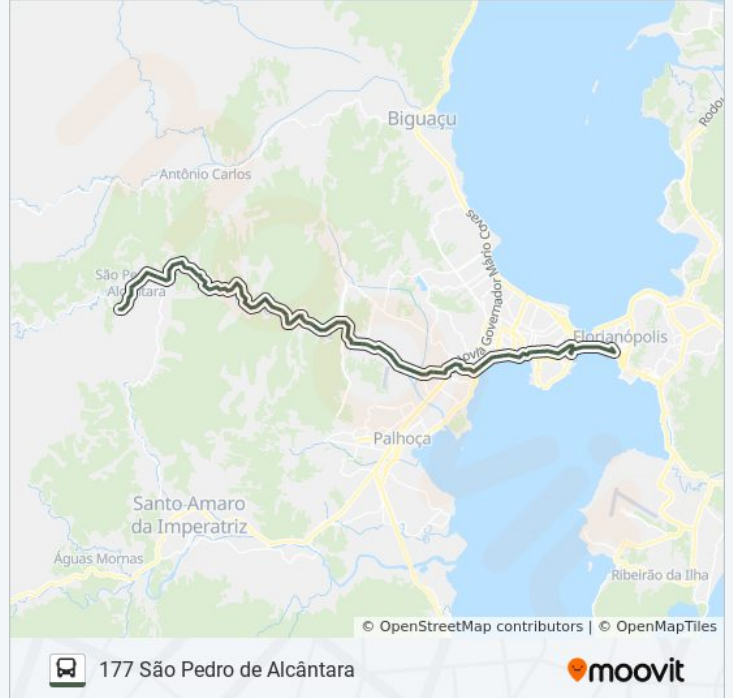 Rodo
Biguaçu
Antônio Carlos
ovia Governador Mário Covas
São Pe
Alcântara
Florianópolis
Palhoça
Santo Amaro
da Imperatriz
Águas Mornas
Ribeirão da Ilha
© OpenStreetMap contributors | © OpenMapTiles
177 São Pedro de Alcântara
moovit